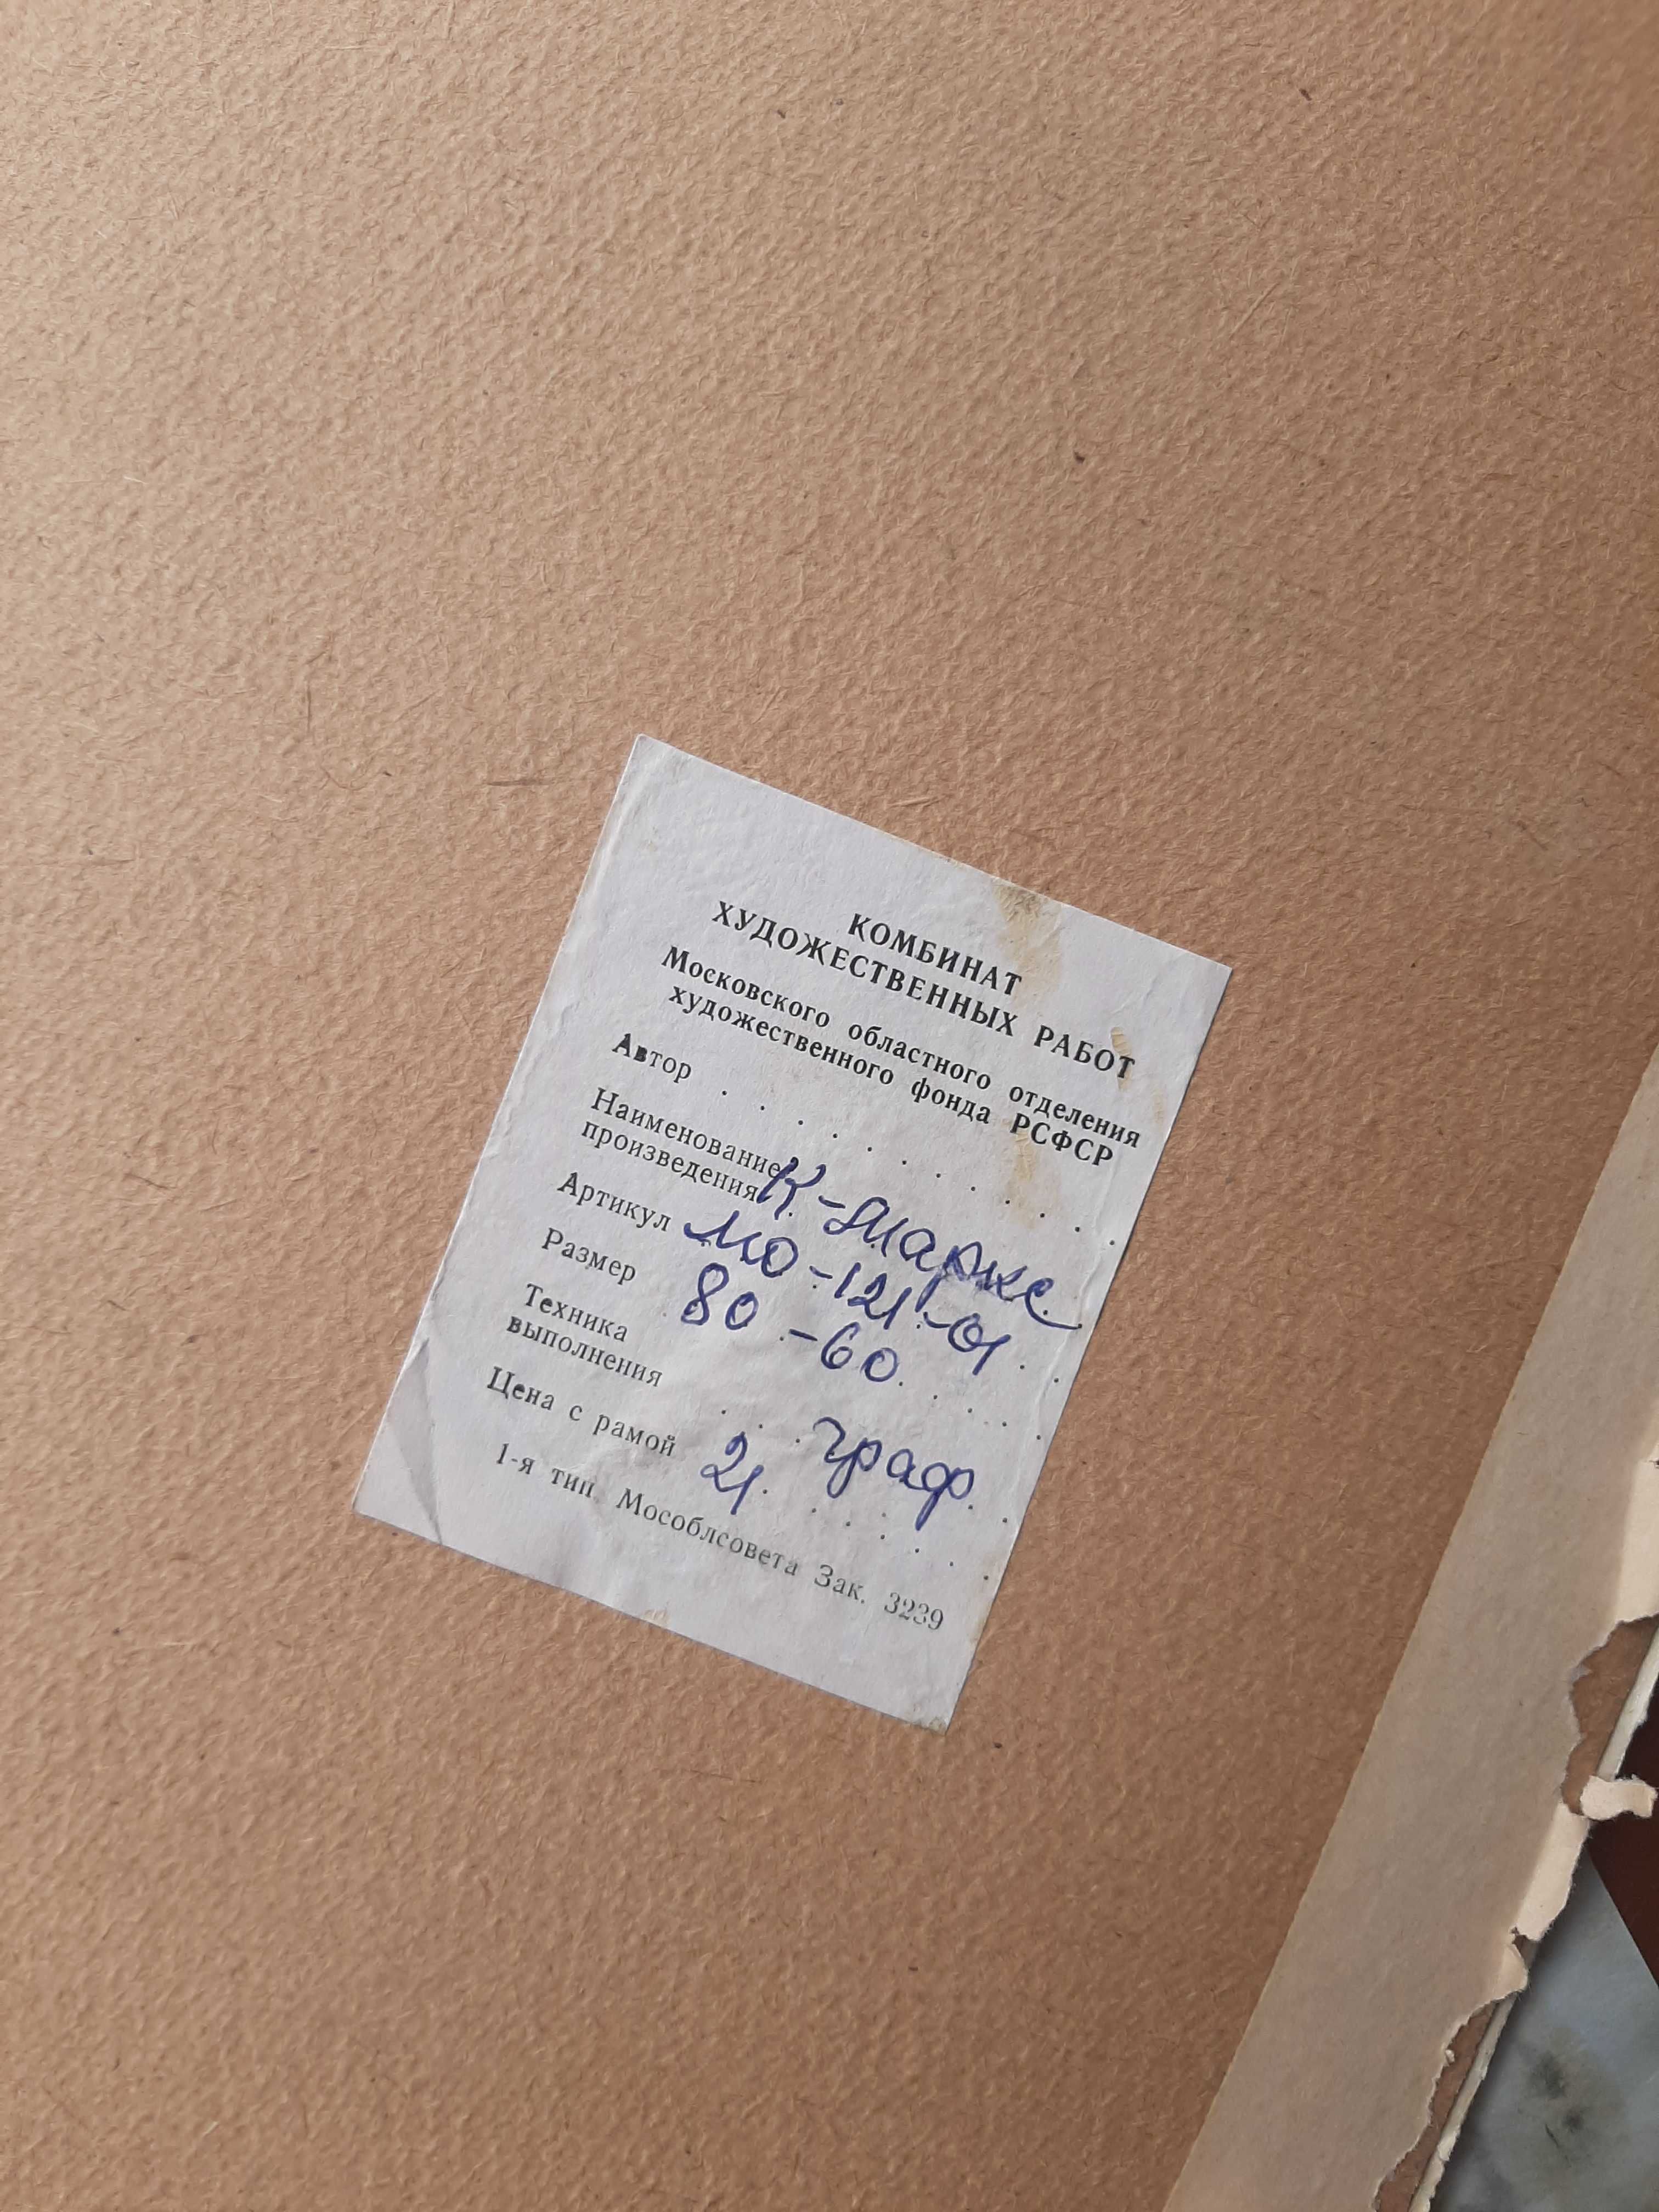 КОМБИНАТ
ХУДОЖЕСТВЕННЫХ РАБОТ
Московского областного отделения
художественного фонда РСФСР
Автор . . . . . . . . . . .
Наименование
произведения К-Маркс
Артикул МО-121-01
Размер 80-60
Техника
выполнения граф.
Цена с рамой 21.
1-я тип. Мособлсовета Зак. 3239